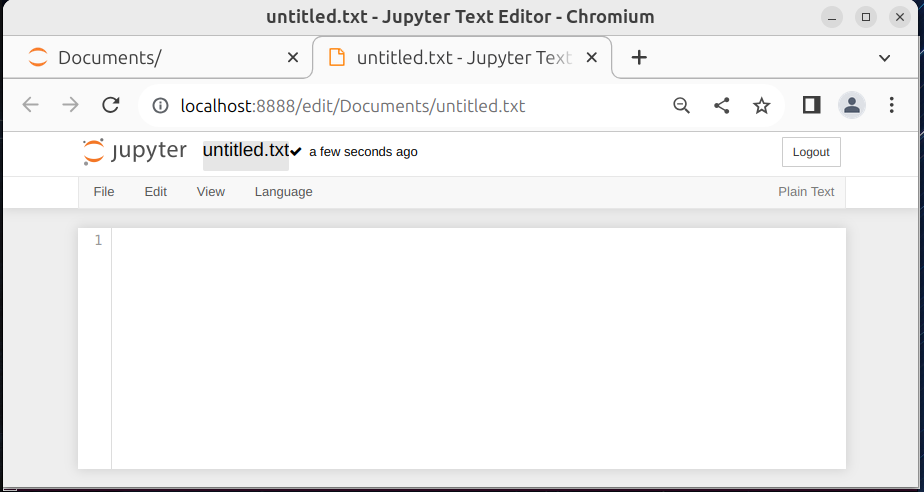 untitled.txt - Jupyter Text Editor - Chromium
Documents/
untitled.txt - Jupyter Text
localhost:8888/edit/Documents/untitled.txt
jupyter untitled.txt a few seconds ago Logout
File Edit View Language Plain Text
1